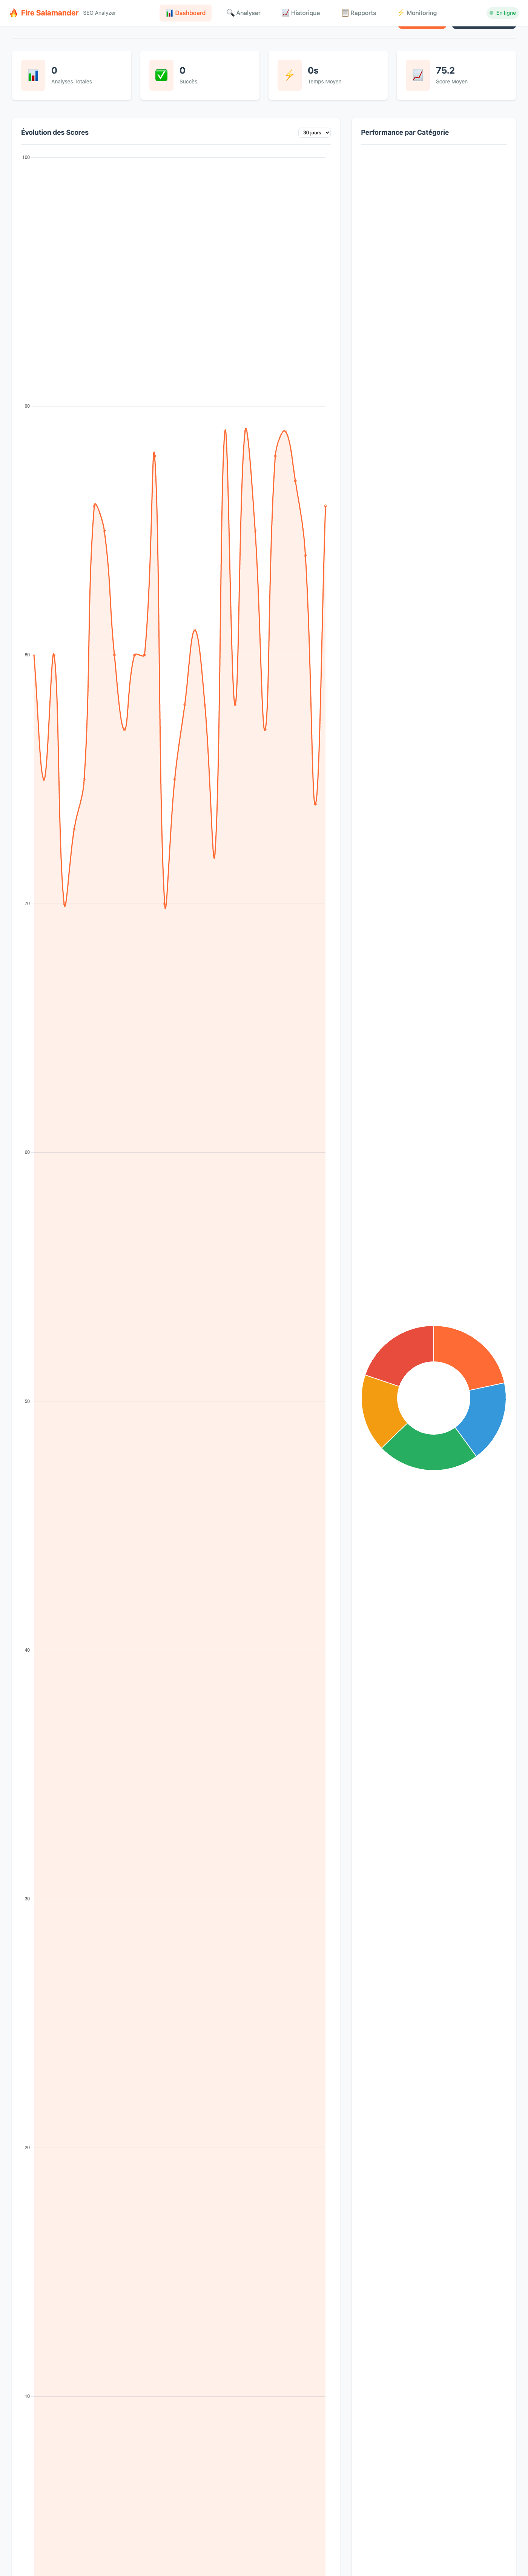 🔥 Fire Salamander SEO Analyzer
📊 Dashboard
🔍 Analyser
📈 Historique
📋 Rapports
⚡ Monitoring
En ligne
0
Analyses Totales
0
Succès
0s
Temps Moyen
75.2
Score Moyen
Évolution des Scores
30 jours
100
90
80
70
60
50
40
30
20
10
Performance par Catégorie